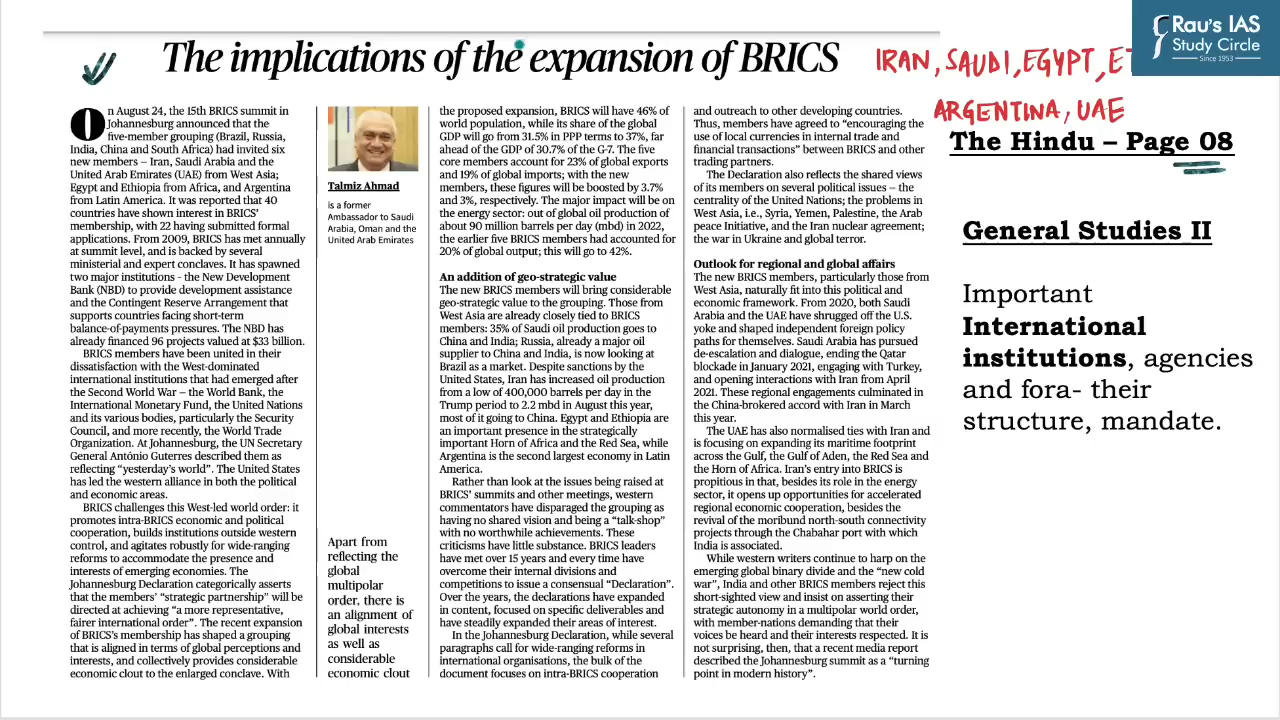 The implications of the expansion of BRICS
On August 24, the 15th BRICS summit in
Johannesburg announced that the
five-member grouping (Brazil, Russia,
India, China and South Africa) had invited six
new members — Iran, Saudi Arabia and the
United Arab Emirates (UAE) from West Asia;
Egypt and Ethiopia from Africa, and Argentina
from Latin America. It was reported that 40
countries have shown interest in BRICS'
membership, with 22 having submitted formal
applications. From 2009, BRICS has met annually
at summit level, and is backed by several
ministerial and expert conclaves. It has spawned
two major institutions - the New Development
Bank (NBD) to provide development assistance
and the Contingent Reserve Arrangement that
supports countries facing short-term
balance-of-payments pressures. The NBD has
already financed 96 projects valued at $33 billion.
BRICS members have been united in their
dissatisfaction with the West-dominated
international institutions that had emerged after
the Second World War — the World Bank, the
International Monetary Fund, the United Nations
and its various bodies, particularly the Security
Council, and more recently, the World Trade
Organization. At Johannesburg, the UN Secretary
General António Guterres described them as
reflecting “yesterday’s world”. The United States
has led the western alliance in both the political
and economic areas.
BRICS challenges this West-led world order: it
promotes intra-BRICS economic and political
cooperation, builds institutions outside western
control, and agitates robustly for wide-ranging
reforms to accommodate the presence and
interests of emerging economies. The
Johannesburg Declaration categorically asserts
that the members’ “strategic partnership” will be
directed at achieving “a more representative,
fairer international order”. The recent expansion
of BRICS’s membership has shaped a grouping
that is aligned in terms of global perceptions and
interests, and collectively provides considerable
economic clout to the enlarged conclave. With
Talmiz Ahmad
is a former
Ambassador to Saudi
Arabia, Oman and the
United Arab Emirates
Apart from
reflecting the
global
multipolar
order, there is
an alignment of
global interests
as well as
considerable
economic clout
the proposed expansion, BRICS will have 46% of
world population, while its share of the global
GDP will go from 31.5% in PPP terms to 37%, far
ahead of the GDP of 30.7% of the G-7. The five
core members account for 23% of global exports
and 19% of global imports; with the new
members, these figures will be boosted by 3.7%
and 3%, respectively. The major impact will be on
the energy sector: out of global oil production of
about 90 million barrels per day (mbd) in 2022,
the earlier five BRICS members had accounted for
20% of global output; this will go to 42%.
An addition of geo-strategic value
The new BRICS members will bring considerable
geo-strategic value to the grouping. Those from
West Asia are already closely tied to BRICS
members: 35% of Saudi oil production goes to
China and India; Russia, already a major oil
supplier to China and India, is now looking at
Brazil as a market. Despite sanctions by the
United States, Iran has increased oil production
from a low of 400,000 barrels per day in the
Trump period to 2.2 mbd in August this year,
most of it going to China. Egypt and Ethiopia are
an important presence in the strategically
important Horn of Africa and the Red Sea, while
Argentina is the second largest economy in Latin
America.
Rather than look at the issues being raised at
BRICS’ summits and other meetings, western
commentators have disparaged the grouping as
having no shared vision and being a “talk-shop”
with no worthwhile achievements. These
criticisms have little substance. BRICS leaders
have met over 15 years and every time have
overcome their internal divisions and
competitions to issue a consensual “Declaration”.
Over the years, the declarations have expanded
in content, focused on specific deliverables and
have steadily expanded their areas of interest.
In the Johannesburg Declaration, while several
paragraphs call for wide-ranging reforms in
international organisations, the bulk of the
document focuses on intra-BRICS cooperation
and outreach to other developing countries.
Thus, members have agreed to “encouraging the
use of local currencies in internal trade and
financial transactions” between BRICS and other
trading partners.
The Declaration also reflects the shared views
of its members on several political issues — the
centrality of the United Nations; the problems in
West Asia, i.e., Syria, Yemen, Palestine, the Arab
peace Initiative, and the Iran nuclear agreement;
the war in Ukraine and global terror.
Outlook for regional and global affairs
The new BRICS members, particularly those from
West Asia, naturally fit into this political and
economic framework. From 2020, both Saudi
Arabia and the UAE have shrugged off the U.S.
yoke and shaped independent foreign policy
paths for themselves. Saudi Arabia has pursued
de-escalation and dialogue, ending the Qatar
blockade in January 2021, engaging with Turkey,
and opening interactions with Iran from April
2021. These regional engagements culminated in
the China-brokered accord with Iran in March
this year.
The UAE has also normalised ties with Iran and
is focusing on expanding its maritime footprint
across the Gulf, the Gulf of Aden, the Red Sea and
the Horn of Africa. Iran’s entry into BRICS is
propitious in that, besides its role in the energy
sector, it opens up opportunities for accelerated
regional economic cooperation, besides the
revival of the moribund north-south connectivity
projects through the Chabahar port with which
India is associated.
While western writers continue to harp on the
emerging global binary divide and the “new cold
war”, India and other BRICS members reject this
short-sighted view and insist on asserting their
strategic autonomy in a multipolar world order,
with member-nations demanding that their
voices be heard and their interests respected. It is
not surprising, then, that a recent media report
described the Johannesburg summit as a “turning
point in modern history”.
IRAN, SAUDI, EGYPT, ET
ARGENTINA, UAE
Rau's IAS
Study Circle
Since 1953
The Hindu – Page 08
General Studies II
Important
International
institutions, agencies
and fora- their
structure, mandate.